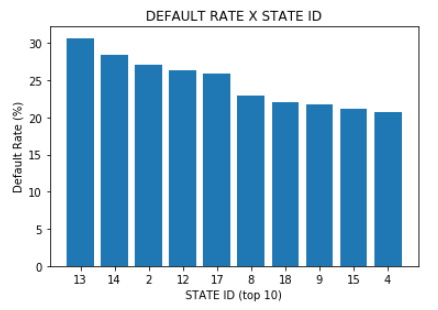 DEFAULT RATE X STATE ID
Default Rate (%)
30
25
20
15
10
5
0
13 14 2 12 17 8 18 9 15 4
STATE ID (top 10)